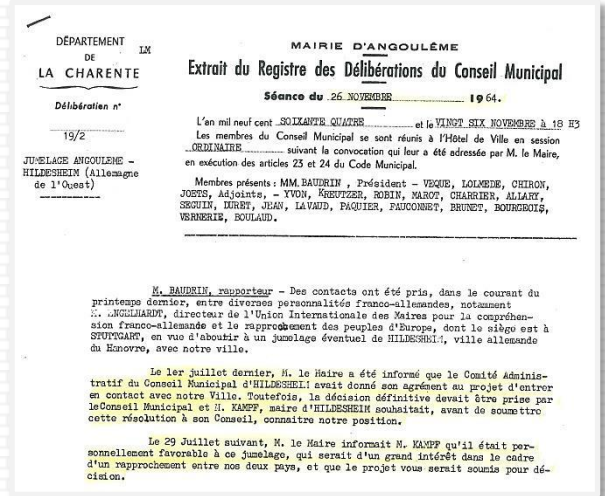 DÉPARTEMENT
LM
DE
LA CHARENTE
Délibération n°
19/2
JUMELAGE ANGOULEME -
HILDESHEIM (Allemagne
de l'Ouest)
MAIRIE D'ANGOULÊME
Extrait du Registre des Délibérations du Conseil Municipal
Séance du 26 NOVEMBRE 1964.
L'an mil neuf cent SOIXANTE QUATRE et le VINGT SIX NOVEMBRE à 18 H3
Les membres du Conseil Municipal se sont réunis à l'Hôtel de Ville en session
ORDINAIRE suivant la convocation qui leur a été adressée par M. le Maire,
en exécution des articles 23 et 24 du Code Municipal.
Membres présents : MM. BAUDRIN , Président - VEQUE, LOLMEDE, CHIRON,
JOETS, Adjoints, - YVON, KREUTZER, ROBIN, MAROT, CHARRIER, ALLARY,
SEGUIN, DURET, JEAN, LAVAUD, PAQUIER, FAUCONNET, BRUNET, BOURGEOIS,
VERNERIE, BOULAUD.
M. BAUDRIN, rapporteur - Des contacts ont été pris, dans le courant du
printemps dernier, entre diverses personnalités franco-allemandes, notamment
M. ENGELHARDT, directeur de l'Union Internationale des Maires pour la compréhen-
sion franco-allemande et le rapprochement des peuples d'Europe, dont le siège est à
STUTTGART, en vue d'aboutir à un jumelage éventuel de HILDESHEIM, ville allemande
du Hanovre, avec notre ville.
Le 1er juillet dernier, M. le Maire a été informé que le Comité Adminis-
tratif du Conseil Municipal d'HILDESHEIM avait donné son agrément au projet d'entrer
en contact avec notre Ville. Toutefois, la décision définitive devait être prise par
le Conseil Municipal et M. KAMPF, maire d'HILDESHEIM souhaitait, avant de soumettre
cette résolution à son Conseil, connaitre notre position.
Le 29 Juillet suivant, M. le Maire informait M. KAMPF qu'il était per-
sonnellement favorable à ce jumelage, qui serait d'un grand intérêt dans le cadre
d'un rapprochement entre nos deux pays, et que le projet vous serait soumis pour dé-
cision.